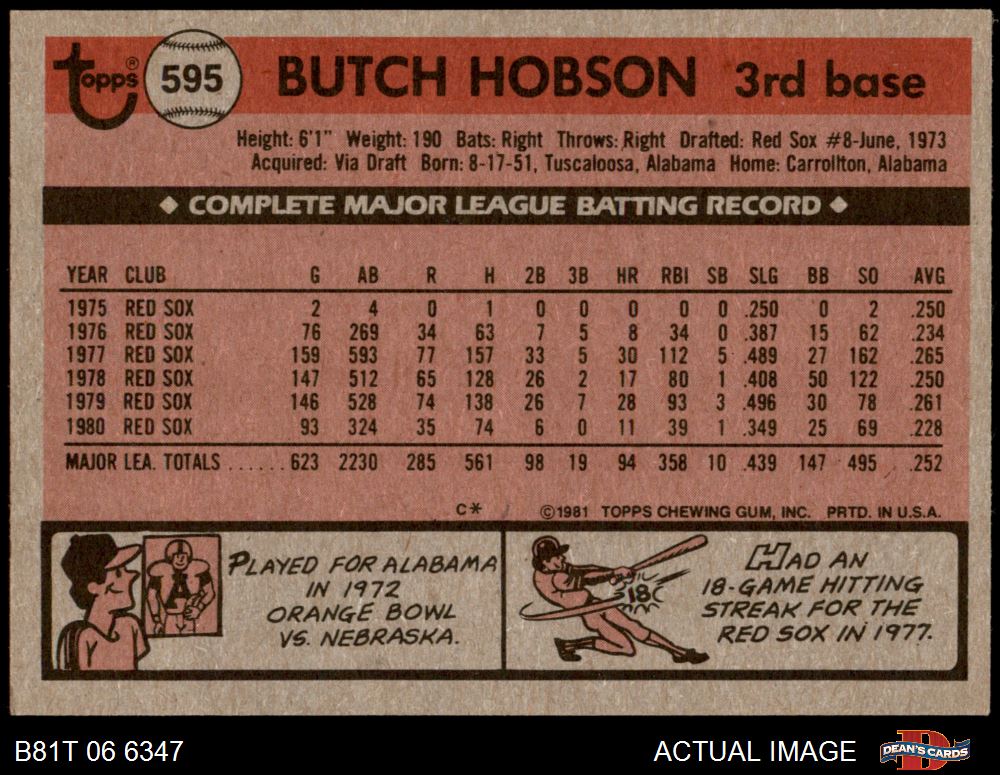 Topps® 595 BUTCH HOBSON 3rd base
Height: 6'1" Weight: 190 Bats: Right Throws: Right Drafted: Red Sox #8-June, 1973
Acquired: Via Draft Born: 8-17-51, Tuscaloosa, Alabama Home: Carrollton, Alabama
◆ COMPLETE MAJOR LEAGUE BATTING RECORD ◆
YEAR CLUB G AB R H 2B 3B HR RBI SB SLG BB SO AVG
1975 RED SOX 2 4 0 1 0 0 0 0 0 .250 0 2 .250
1976 RED SOX 76 269 34 63 7 5 8 34 0 .387 15 62 .234
1977 RED SOX 159 593 77 157 33 5 30 112 5 .489 27 162 .265
1978 RED SOX 147 512 65 128 26 2 17 80 1 .408 50 122 .250
1979 RED SOX 146 528 74 138 26 7 28 93 3 .496 30 78 .261
1980 RED SOX 93 324 35 74 6 0 11 39 1 .349 25 69 .228
MAJOR LEA. TOTALS ...... 623 2230 285 561 98 19 94 358 10 .439 147 495 .252
C* ©1981 TOPPS CHEWING GUM, INC. PRTD. IN U.S.A.
A
PLAYED FOR ALABAMA
IN 1972
ORANGE BOWL
VS. NEBRASKA.
18
HAD AN
18-GAME HITTING
STREAK FOR THE
RED SOX IN 1977.
B81T 06 6347 ACTUAL IMAGE D DEAN'S CARDS